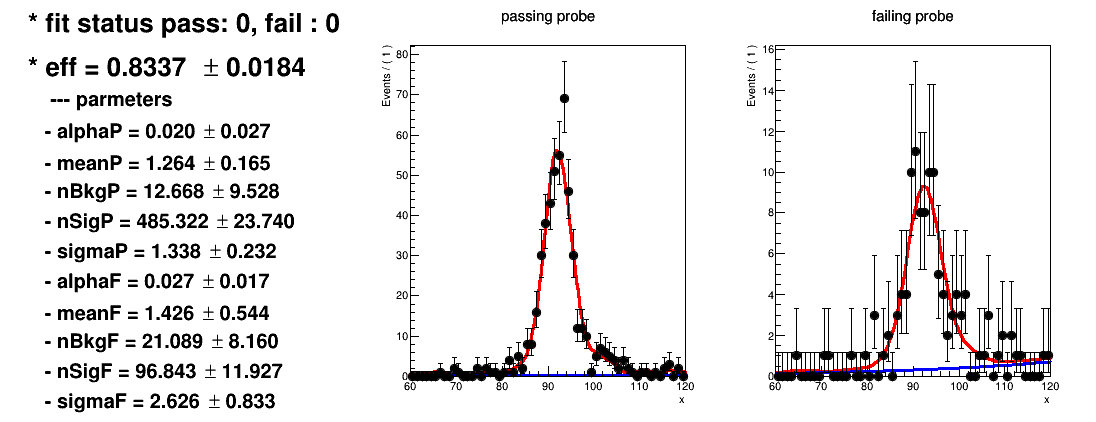 * fit status pass: 0, fail : 0
* eff = 0.8337 ± 0.0184
--- parmeters
- alphaP = 0.020 ± 0.027
- meanP = 1.264 ± 0.165
- nBkgP = 12.668 ± 9.528
- nSigP = 485.322 ± 23.740
- sigmaP = 1.338 ± 0.232
- alphaF = 0.027 ± 0.017
- meanF = 1.426 ± 0.544
- nBkgF = 21.089 ± 8.160
- nSigF = 96.843 ± 11.927
- sigmaF = 2.626 ± 0.833
passing probe
Events / ( 1 )
80
70
60
50
40
30
20
10
0
60 70 80 90 100 110 120
x
failing probe
Events / ( 1 )
16
14
12
10
8
6
4
2
0
60 70 80 90 100 110 120
x